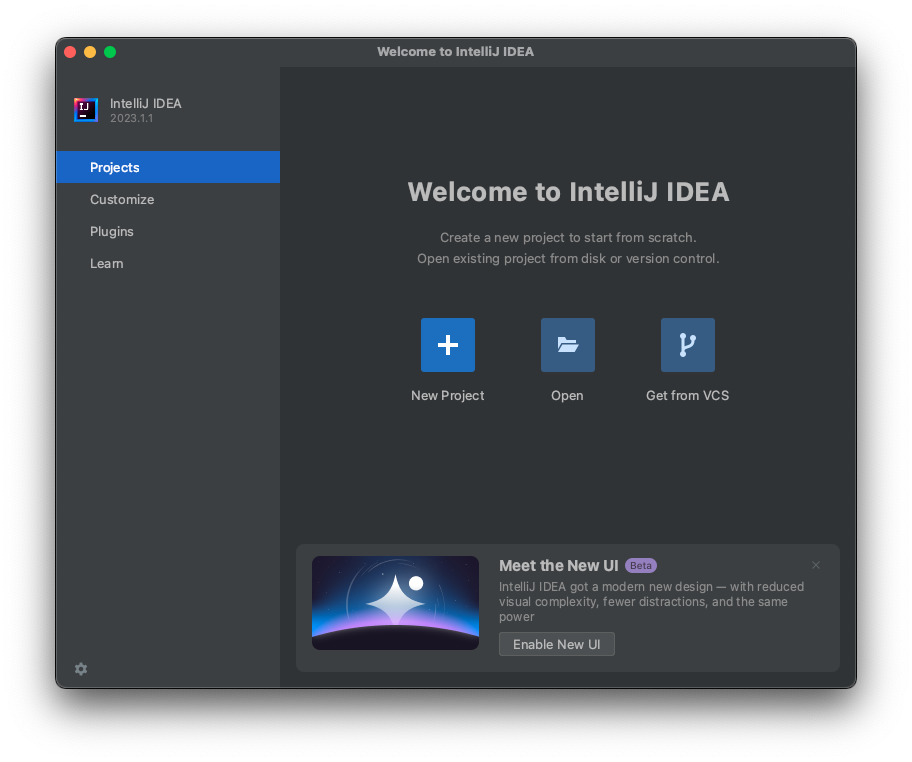 Welcome to IntelliJ IDEA
IJ
IntelliJ IDEA
2023.1.1
Projects
Customize
Plugins
Learn
Welcome to IntelliJ IDEA
Create a new project to start from scratch.
Open existing project from disk or version control.
New Project
Open
Get from VCS
Meet the New UI Beta
IntelliJ IDEA got a modern new design — with reduced
visual complexity, fewer distractions, and the same
power
Enable New UI